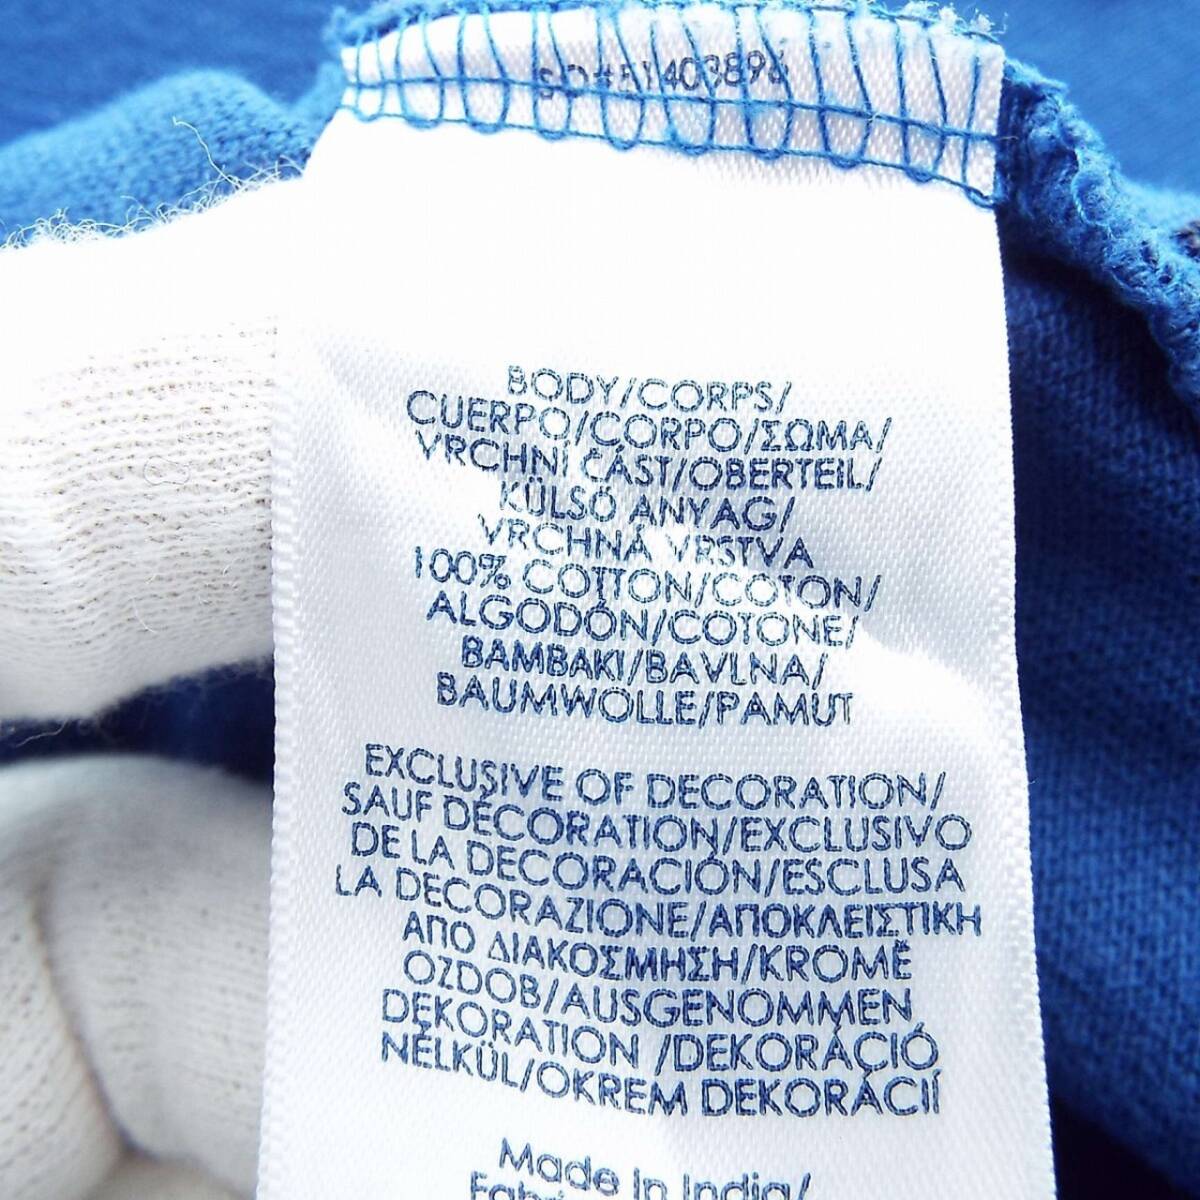 BODY/CORPS/
CUERPO/CORPO/ΣΩΜΑ/
VRCHNÍ ČÁST/OBERTEIL/
KÜLSŐ ANYAG/
VRCHNÁ VRSTVA
100% COTTON/COTON/
ALGODÓN/COTONE/
BAMBAKI/BAVLNA/
BAUMWOLLE/PAMUT
EXCLUSIVE OF DECORATION/
SAUF DÉCORATION/EXCLUSIVO
DE LA DECORACIÓN/ESCLUSA
LA DECORAZIONE/ΑΠΟΚΛΕΙΣΤΙΚΗ
ΑΠΟ ΔΙΑΚΟΣΜΗΣΗ/KROMĚ
OZDOB/AUSGENOMMEN
DEKORATION /DEKORÁCIÓ
NÉLKÜL/OKREM DEKORÁCIÍ
Made In India/